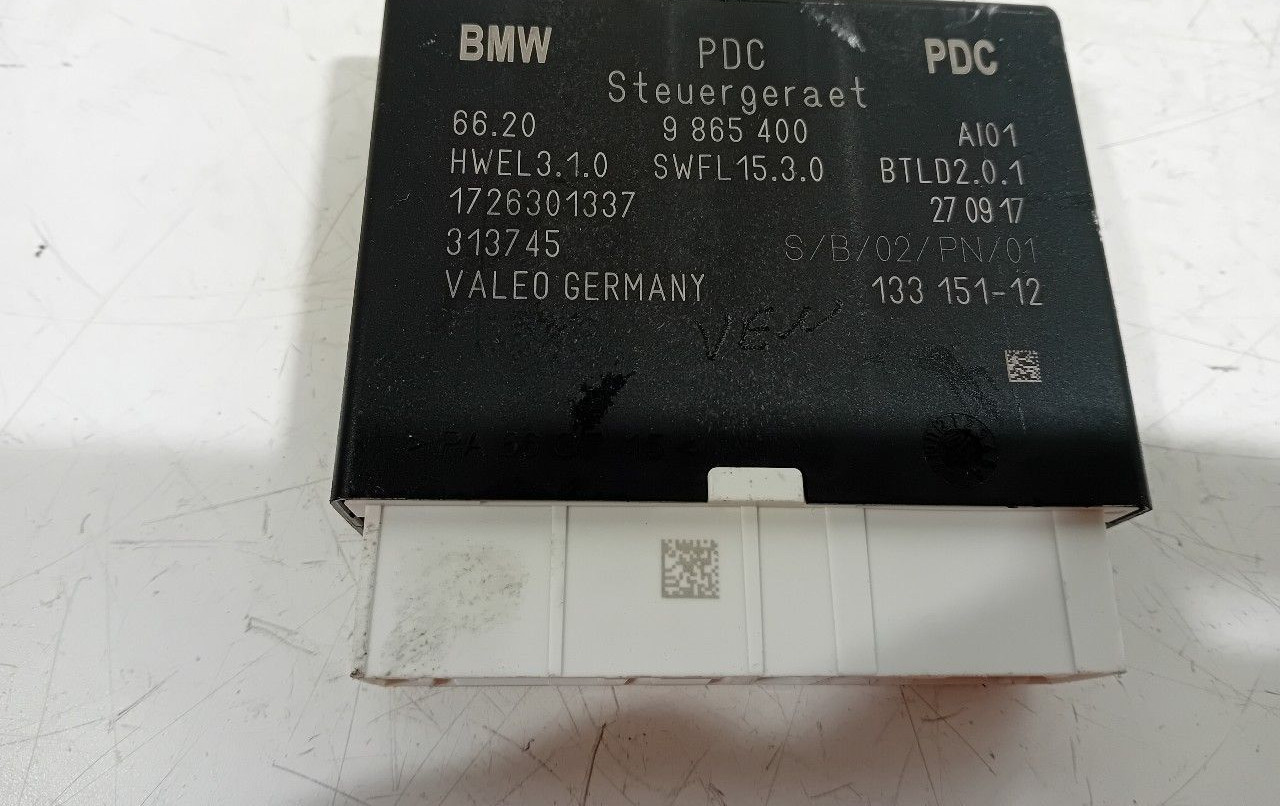 BMW PDC PDC
Steuergeraet
66.20 9 865 400 AI01
HWEL3.1.0 SWFL15.3.0 BTLD2.0.1
1726301337 27 09 17
313745 S/B/02/PN/01
VALEO GERMANY 133 151-12
VEN